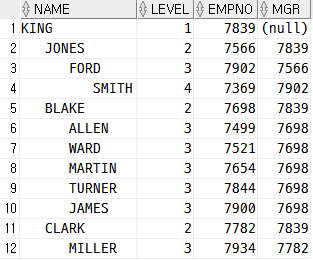 NAME LEVEL EMPNO MGR
1 KING 1 7839 (null)
2 JONES 2 7566 7839
3 FORD 3 7902 7566
4 SMITH 4 7369 7902
5 BLAKE 2 7698 7839
6 ALLEN 3 7499 7698
7 WARD 3 7521 7698
8 MARTIN 3 7654 7698
9 TURNER 3 7844 7698
10 JAMES 3 7900 7698
11 CLARK 2 7782 7839
12 MILLER 3 7934 7782